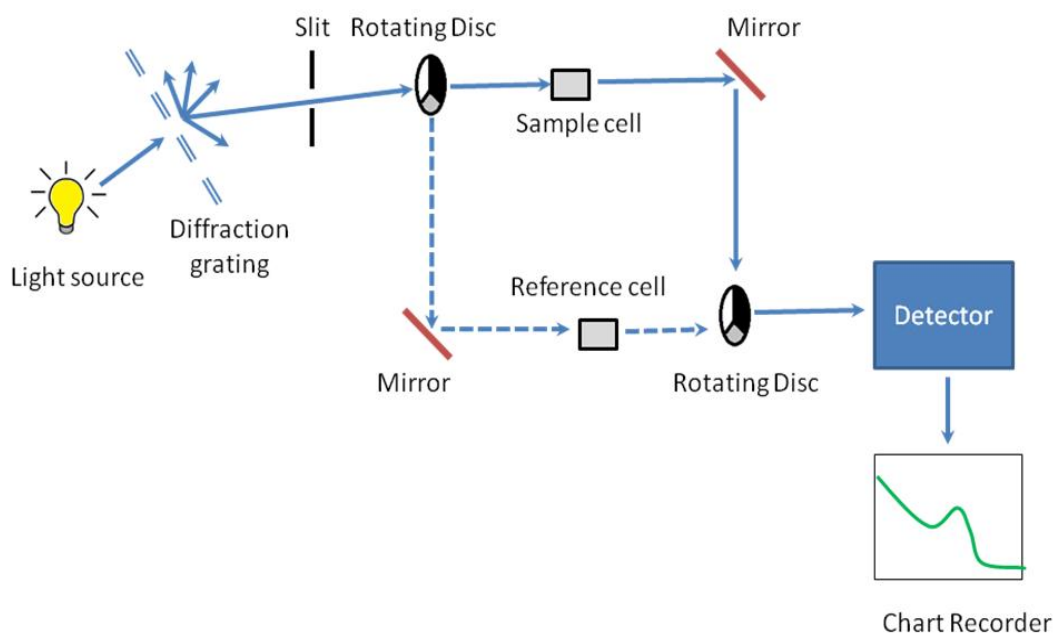 Slit
Rotating Disc
Mirror
Sample cell
Diffraction
grating
Light source
Reference cell
Detector
Mirror
Rotating Disc
Chart Recorder